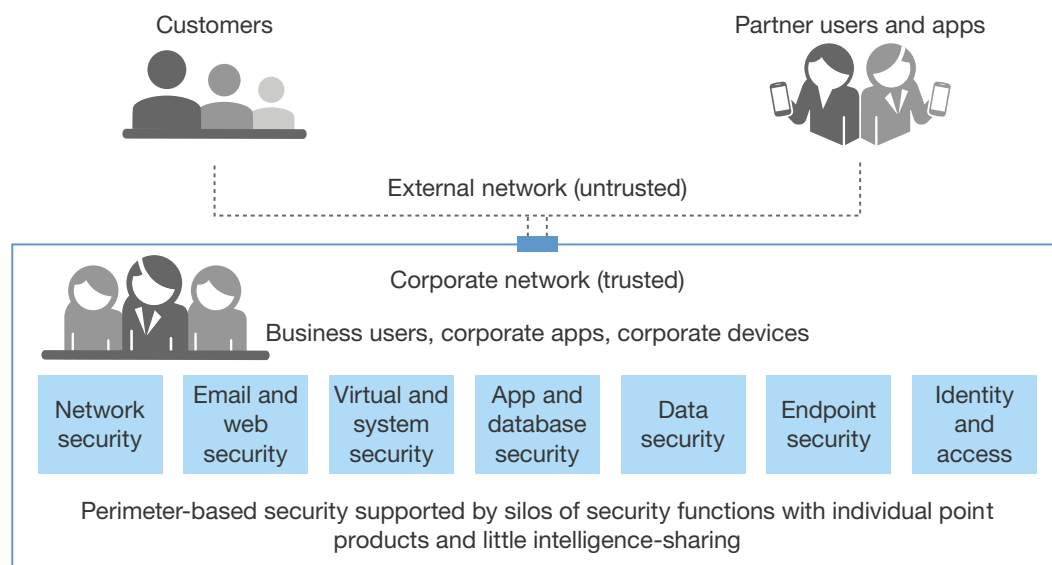 Customers
Partner users and apps
External network (untrusted)
Corporate network (trusted)
Business users, corporate apps, corporate devices
Network
security
Email and
web
security
Virtual and
system
security
App and
database
security
Data
security
Endpoint
security
Identity
and
access
Perimeter-based security supported by silos of security functions with individual point
products and little intelligence-sharing